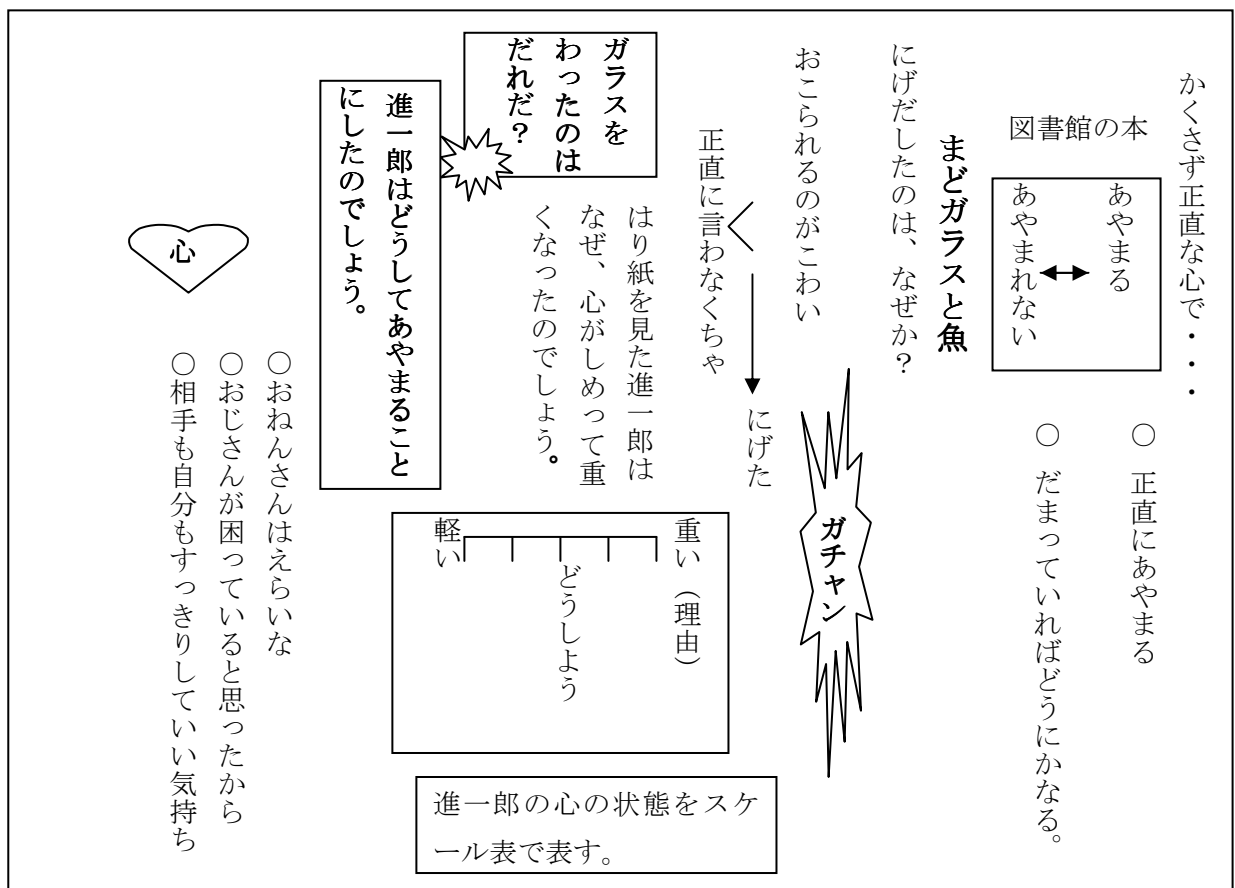 かくさず正直な心で・・・
図書館の本
あやまる
あやまれない
○ 正直にあやまる
○ だまっていればどうにかなる。
まどガラスと魚
にげだしたのは、なぜか？
ガチャン
おこられるのがこわい
にげた
正直に言わなくちゃ
ガラスを
わったのは
だれだ？
はり紙を見た進一郎は
なぜ、心がしめって重
くなったのでしょう。
重い（理由）
どうしよう
軽い
進一郎の心の状態をスケ
ール表で表す。
進一郎はどうしてあやまること
にしたのでしょう。
心
○おねんさんはえらいな
○おじさんが困っていると思ったから
○相手も自分もすっきりしていい気持ち